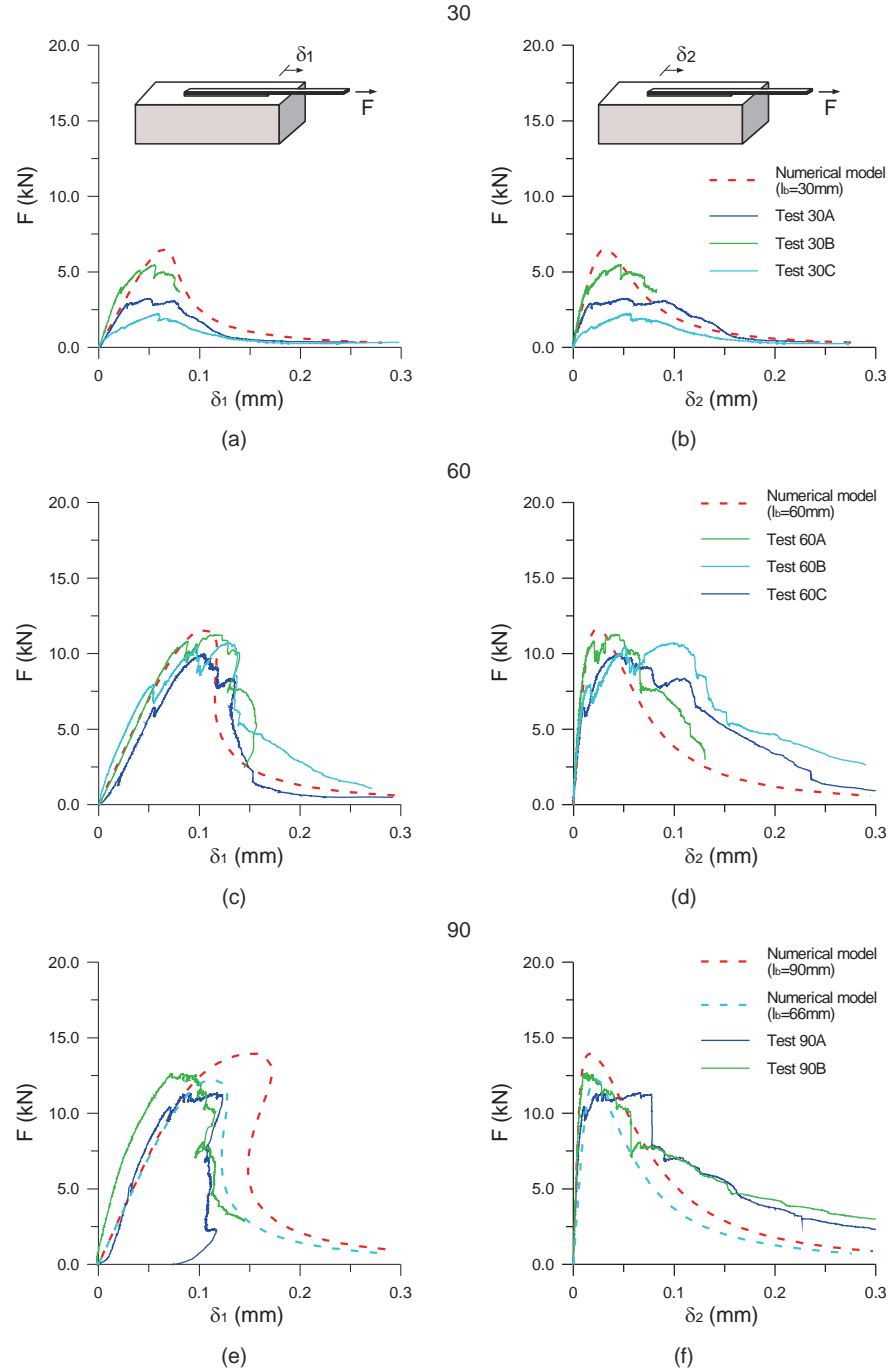 30
20.0
15.0
10.0
5.0
0.0
F (kN)
δ1
F
0
0.1
0.2
0.3
δ1 (mm)
(a)
20.0
15.0
10.0
5.0
0.0
F (kN)
δ2
F
Numerical model
(lb=30mm)
Test 30A
Test 30B
Test 30C
0
0.1
0.2
0.3
δ2 (mm)
(b)
60
20.0
15.0
10.0
5.0
0.0
F (kN)
0
0.1
0.2
0.3
δ1 (mm)
(c)
20.0
15.0
10.0
5.0
0.0
F (kN)
Numerical model
(lb=60mm)
Test 60A
Test 60B
Test 60C
0
0.1
0.2
0.3
δ2 (mm)
(d)
90
20.0
15.0
10.0
5.0
0.0
F (kN)
0
0.1
0.2
0.3
δ1 (mm)
(e)
20.0
15.0
10.0
5.0
0.0
F (kN)
Numerical model
(lb=90mm)
Numerical model
(lb=66mm)
Test 90A
Test 90B
0
0.1
0.2
0.3
δ2 (mm)
(f)